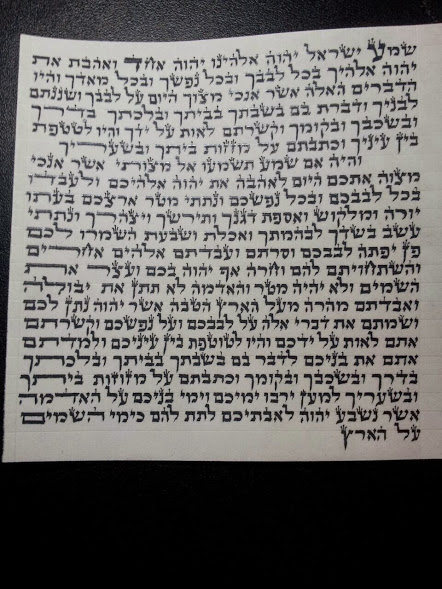 שמע ישראל יהוה אלהינו יהוה אחד ואהבת את
יהוה אלהיך בכל לבבך ובכל נפשך ובכל מאדך והיו
הדברים האלה אשר אנכי מצוך היום על לבבך ושננתם
לבניך ודברת בם בשבתך בביתך ובלכתך בדרך
ובשכבך ובקומך וקשרתם לאות על ידך והיו לטטפת
בין עיניך וכתבתם על מזזות ביתך ובשעריך
והיה אם שמע תשמעו אל מצותי אשר אנכי
מצוה אתכם היום לאהבה את יהוה אלהיכם ולעבדו
בכל לבבכם ובכל נפשכם ונתתי מטר ארצכם בעתו
יורה ומלקוש ואספת דגנך ותירשך ויצהרך ונתתי
עשב בשדך לבהמתך ואכלת ושבעת השמרו לכם
פן יפתה לבבכם וסרתם ועבדתם אלהים אחרים
והשתחויתם להם וחרה אף יהוה בכם ועצר את
השמים ולא יהיה מטר והאדמה לא תתן את יבולה
ואבדתם מהרה מעל הארץ הטבה אשר יהוה נתן לכם
ושמתם את דברי אלה על לבבכם ועל נפשכם וקשרתם
אתם לאות על ידכם והיו לטוטפת בין עיניכם ולמדתם
אתם את בניכם לדבר בם בשבתך בביתך ובלכתך
בדרך ובשכבך ובקומך וכתבתם על מזוזות ביתך
ובשעריך למען ירבו ימיכם וימי בניכם על האדמה
אשר נשבע יהוה לאבתיכם לתת להם כימי השמים
על הארץ